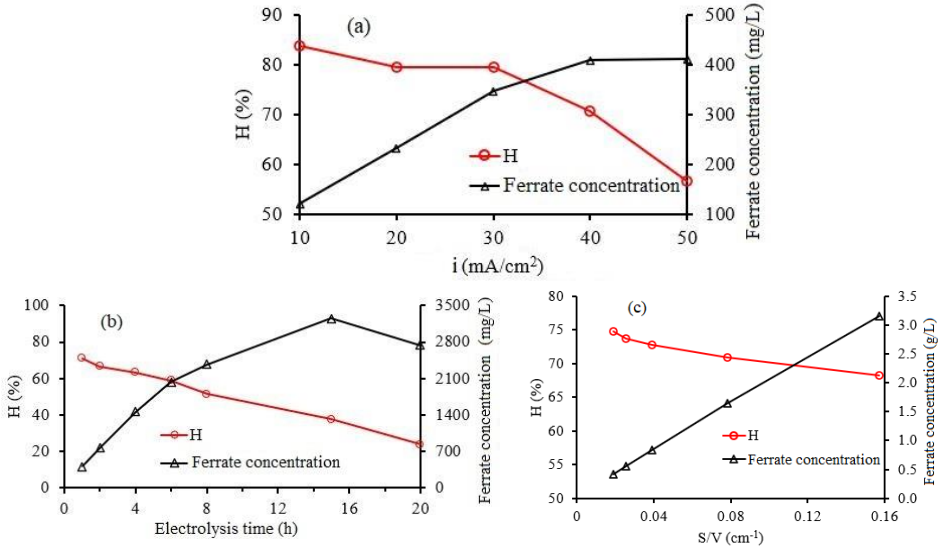 (a)
H (%)
90
80
70
60
50
500
400
300
200
100
Ferrate concentration (mg/L)
H
Ferrate concentration
10 20 30 40 50
i (mA/cm²)
(b)
H (%)
100
80
60
40
20
0
3500
2800
2100
1400
700
0
Ferrate concentration (mg/L)
H
Ferrate concentration
0 4 8 12 16 20
Electrolysis time (h)
(c)
H (%)
80
75
70
65
60
55
50
3.5
3.0
2.5
2.0
1.5
1.0
0.5
0.0
Ferrate concentration (g/L)
H
Ferrate concentration
0.00 0.04 0.08 0.12 0.16
S/V (cm⁻¹)